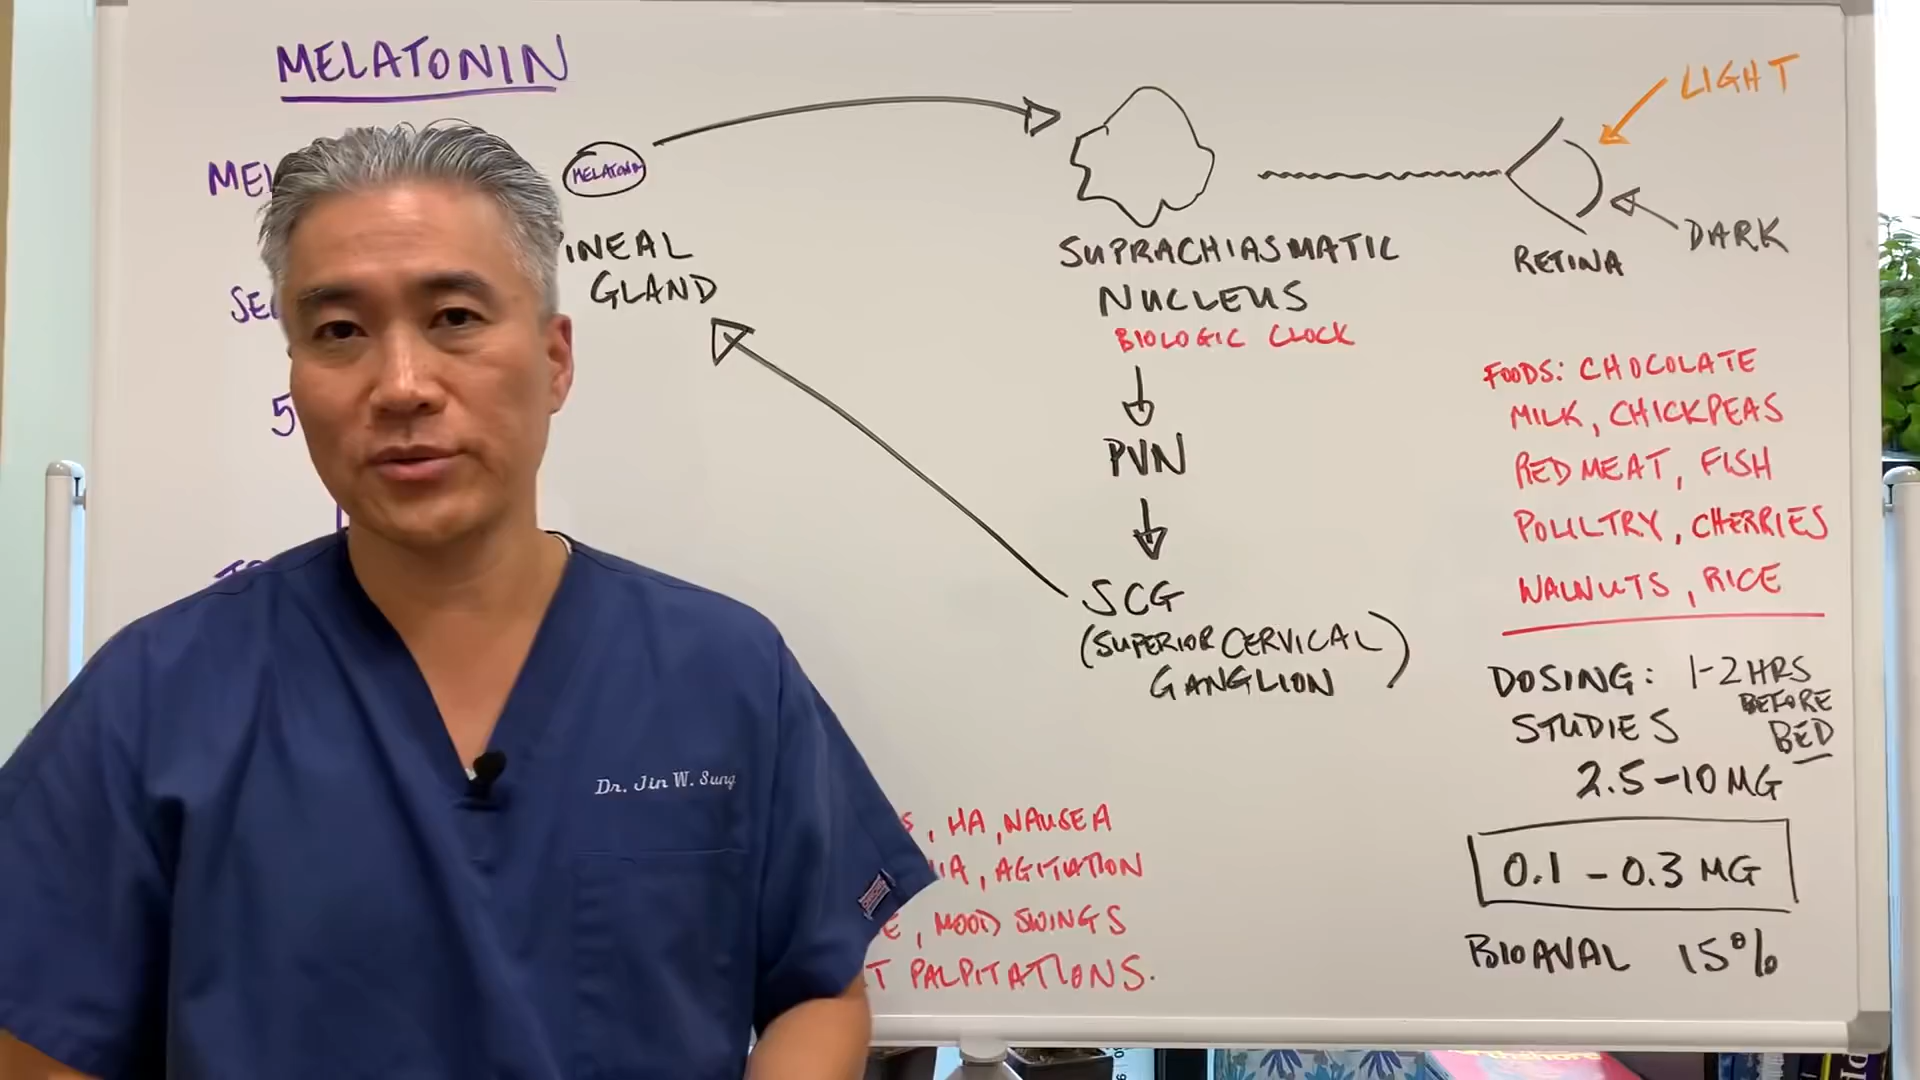 MELATONIN
MELATONIN
INEAL
GLAND
SUPRACHIASMATIC
NUCLEUS
BIOLOGIC CLOCK
PVN
SCG
(SUPERIOR CERVICAL)
GANGLION
LIGHT
DARK
RETINA
FOODS: CHOCOLATE
MILK, CHICKPEAS
RED MEAT, FISH
POULTRY, CHERRIES
WALNUTS, RICE
DOSING: 1-2 HRS
BEFORE
STUDIES BED
2.5-10 MG
0.1 - 0.3 MG
BIOAVAL 15%
Dr. Jin W. Sung
, HA, NAUSEA
, AGITATION
, MOOD SWINGS
PALPITATIONS.